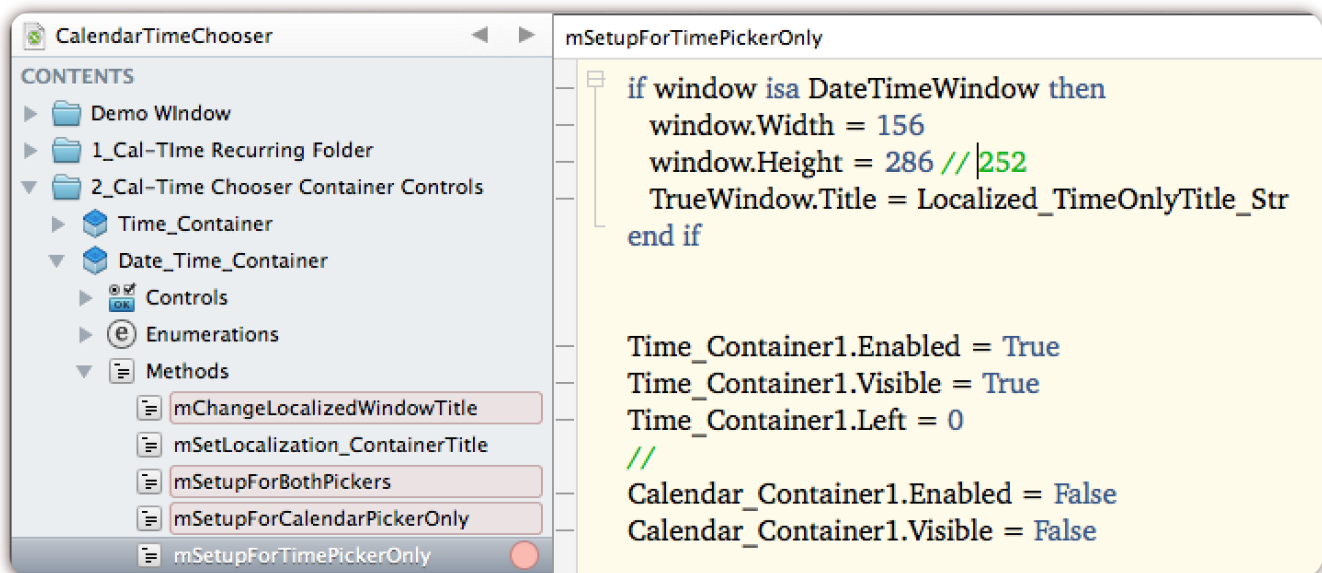 CalendarTimeChooser
CONTENTS
Demo WIndow
1_Cal-TIme Recurring Folder
2_Cal-Time Chooser Container Controls
Time_Container
Date_Time_Container
OK
Controls
e
Enumerations
Methods
mChangeLocalizedWindowTitle
mSetLocalization_ContainerTitle
mSetupForBothPickers
mSetupForCalendarPickerOnly
mSetupForTimePickerOnly
mSetupForTimePickerOnly
if window isa DateTimeWindow then
window.Width = 156
window.Height = 286 // 252
TrueWindow.Title = Localized_TimeOnlyTitle_Str
end if
Time_Container1.Enabled = True
Time_Container1.Visible = True
Time_Container1.Left = 0
//
Calendar_Container1.Enabled = False
Calendar_Container1.Visible = False